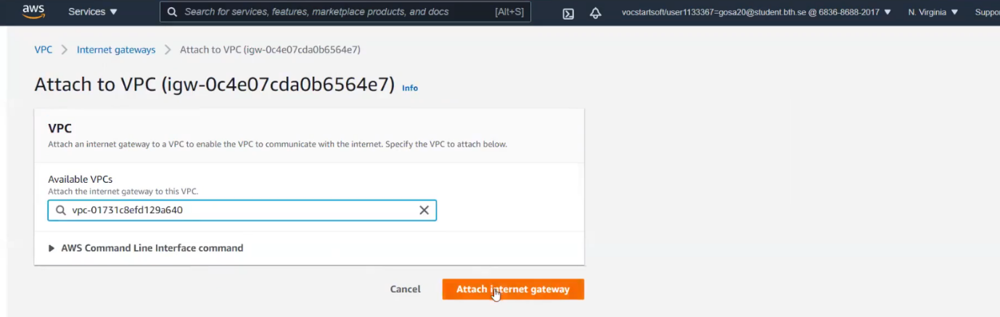 aws Services ▼ Search for services, features, marketplace products, and docs [Alt+S] vocstartsoft/user1133367=gosa20@student.bth.se @ 6836-8688-2017 ▼ N. Virginia ▼ Suppo
VPC > Internet gateways > Attach to VPC (igw-0c4e07cda0b6564e7)
Attach to VPC (igw-0c4e07cda0b6564e7) Info
VPC
Attach an internet gateway to a VPC to enable the VPC to communicate with the internet. Specify the VPC to attach below.
Available VPCs
Attach the internet gateway to this VPC.
vpc-01731c8efd129a640
AWS Command Line Interface command
Cancel Attach internet gateway